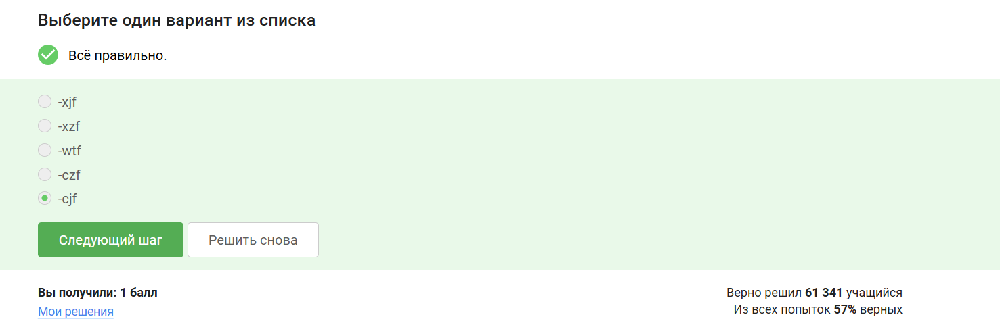 Выберите один вариант из списка
Всё правильно.
-xjf
-xzf
-wtf
-czf
-cjf
Следующий шаг Решить снова
Вы получили: 1 балл
Мои решения
Верно решил 61 341 учащийся
Из всех попыток 57% верных